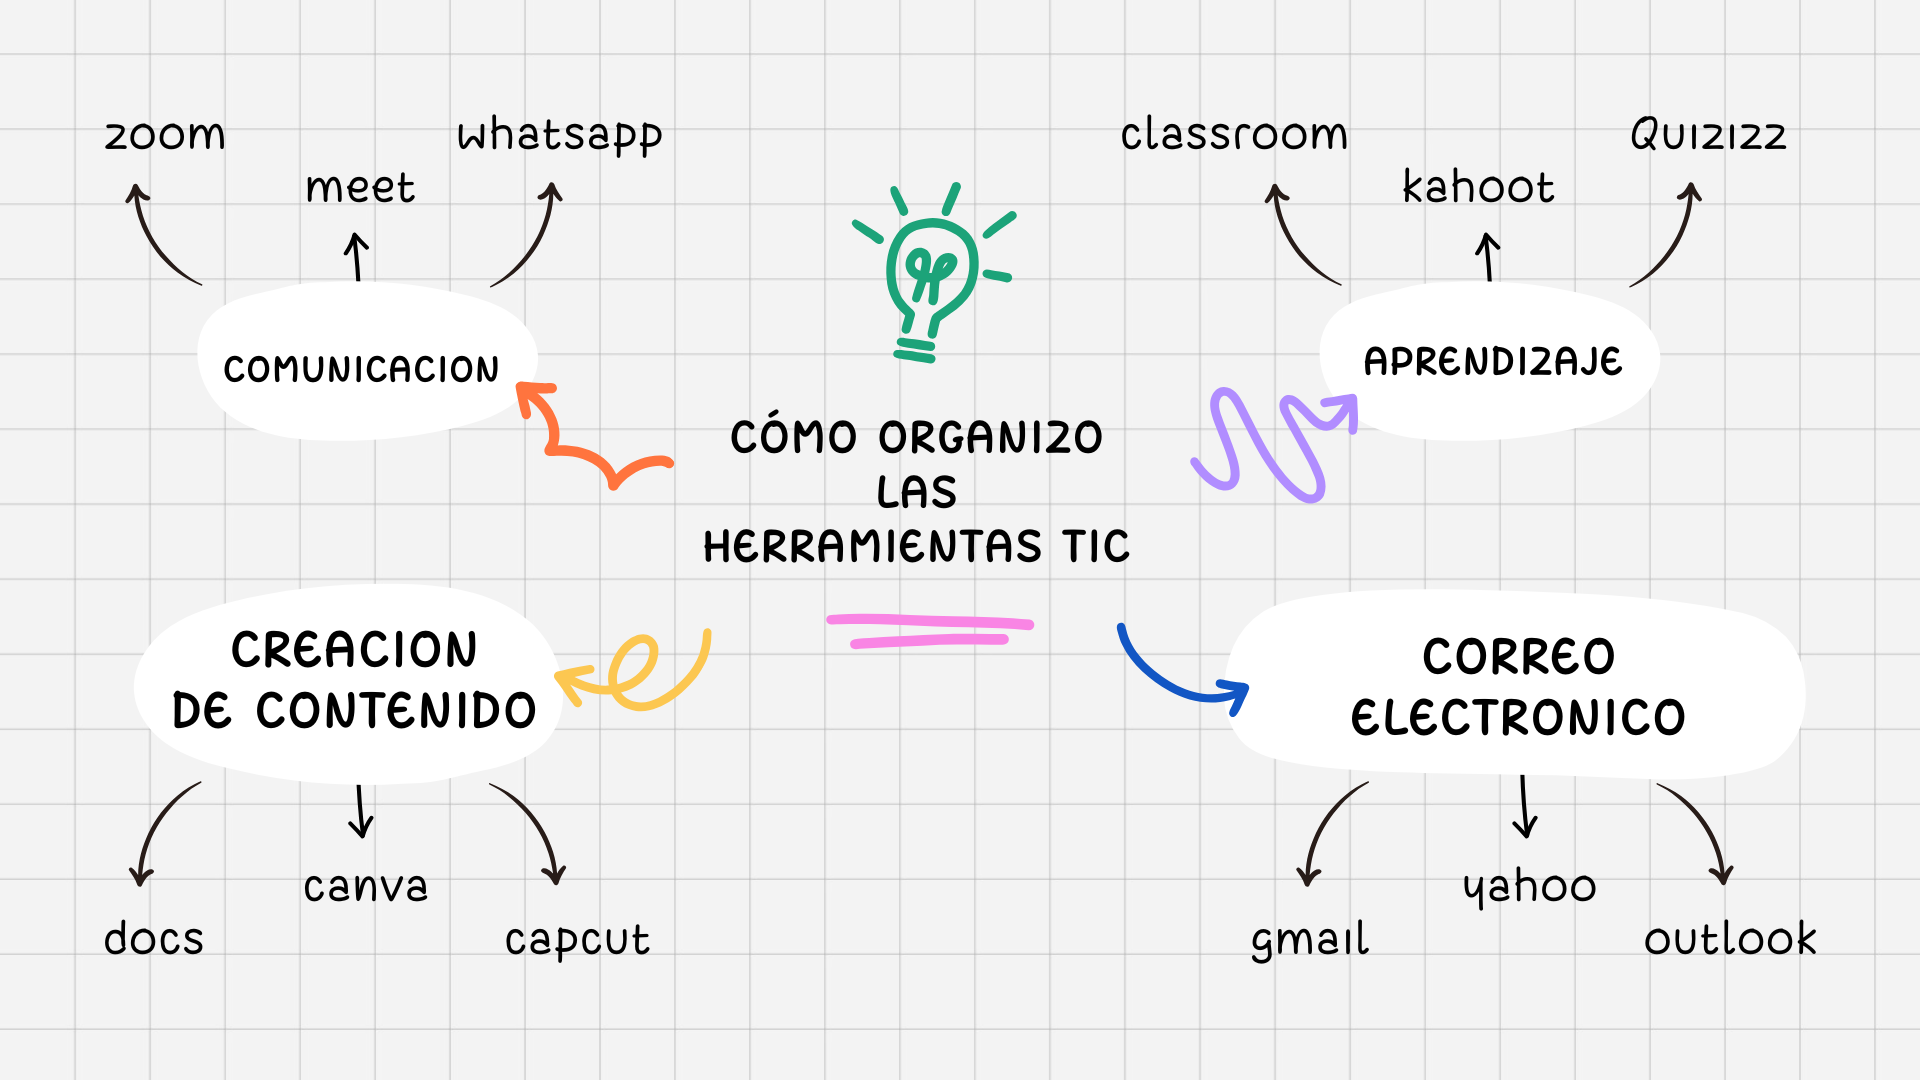 zoom
meet
whatsapp
COMUNICACION
classroom
kahoot
Quizizz
APRENDIZAJE
CÓMO ORGANIZO
LAS
HERRAMIENTAS TIC
CREACION
DE CONTENIDO
docs
canva
capcut
CORREO
ELECTRONICO
gmail
yahoo
outlook